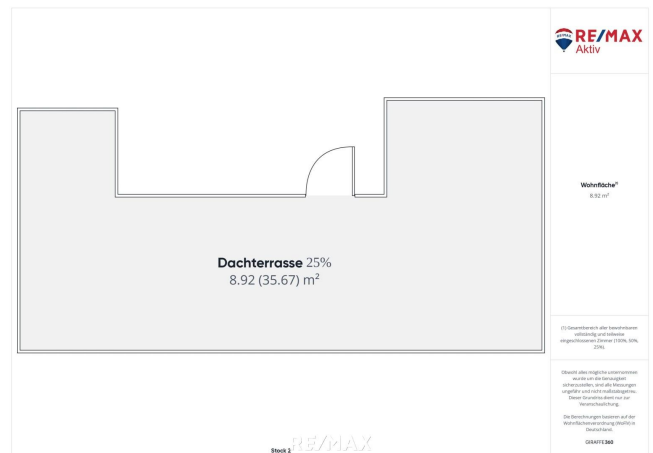 RE/MAX
RE/MAX
Aktiv
Wohnfläche⁽¹⁾
8.92 m²
Dachterrasse 25%
8.92 (35.67) m²
(1) Gesamtbereich aller bewohnbaren
vollständig und teilweise
eingeschlossenen Zimmer (100%, 50%,
25%).
Obwohl alles mögliche unternommen
wurde um die Genauigkeit
sicherzustellen, sind alle Messungen
ungefähr und nicht maßstabsgetreu.
Dieser Grundriss dient nur zur
Veranschaulichung.
Die Berechnungen basieren auf der
Wohnflächenverordnung (WoFlV) in
Deutschland.
GIRAFFE360
RE/MAX
Stock 2